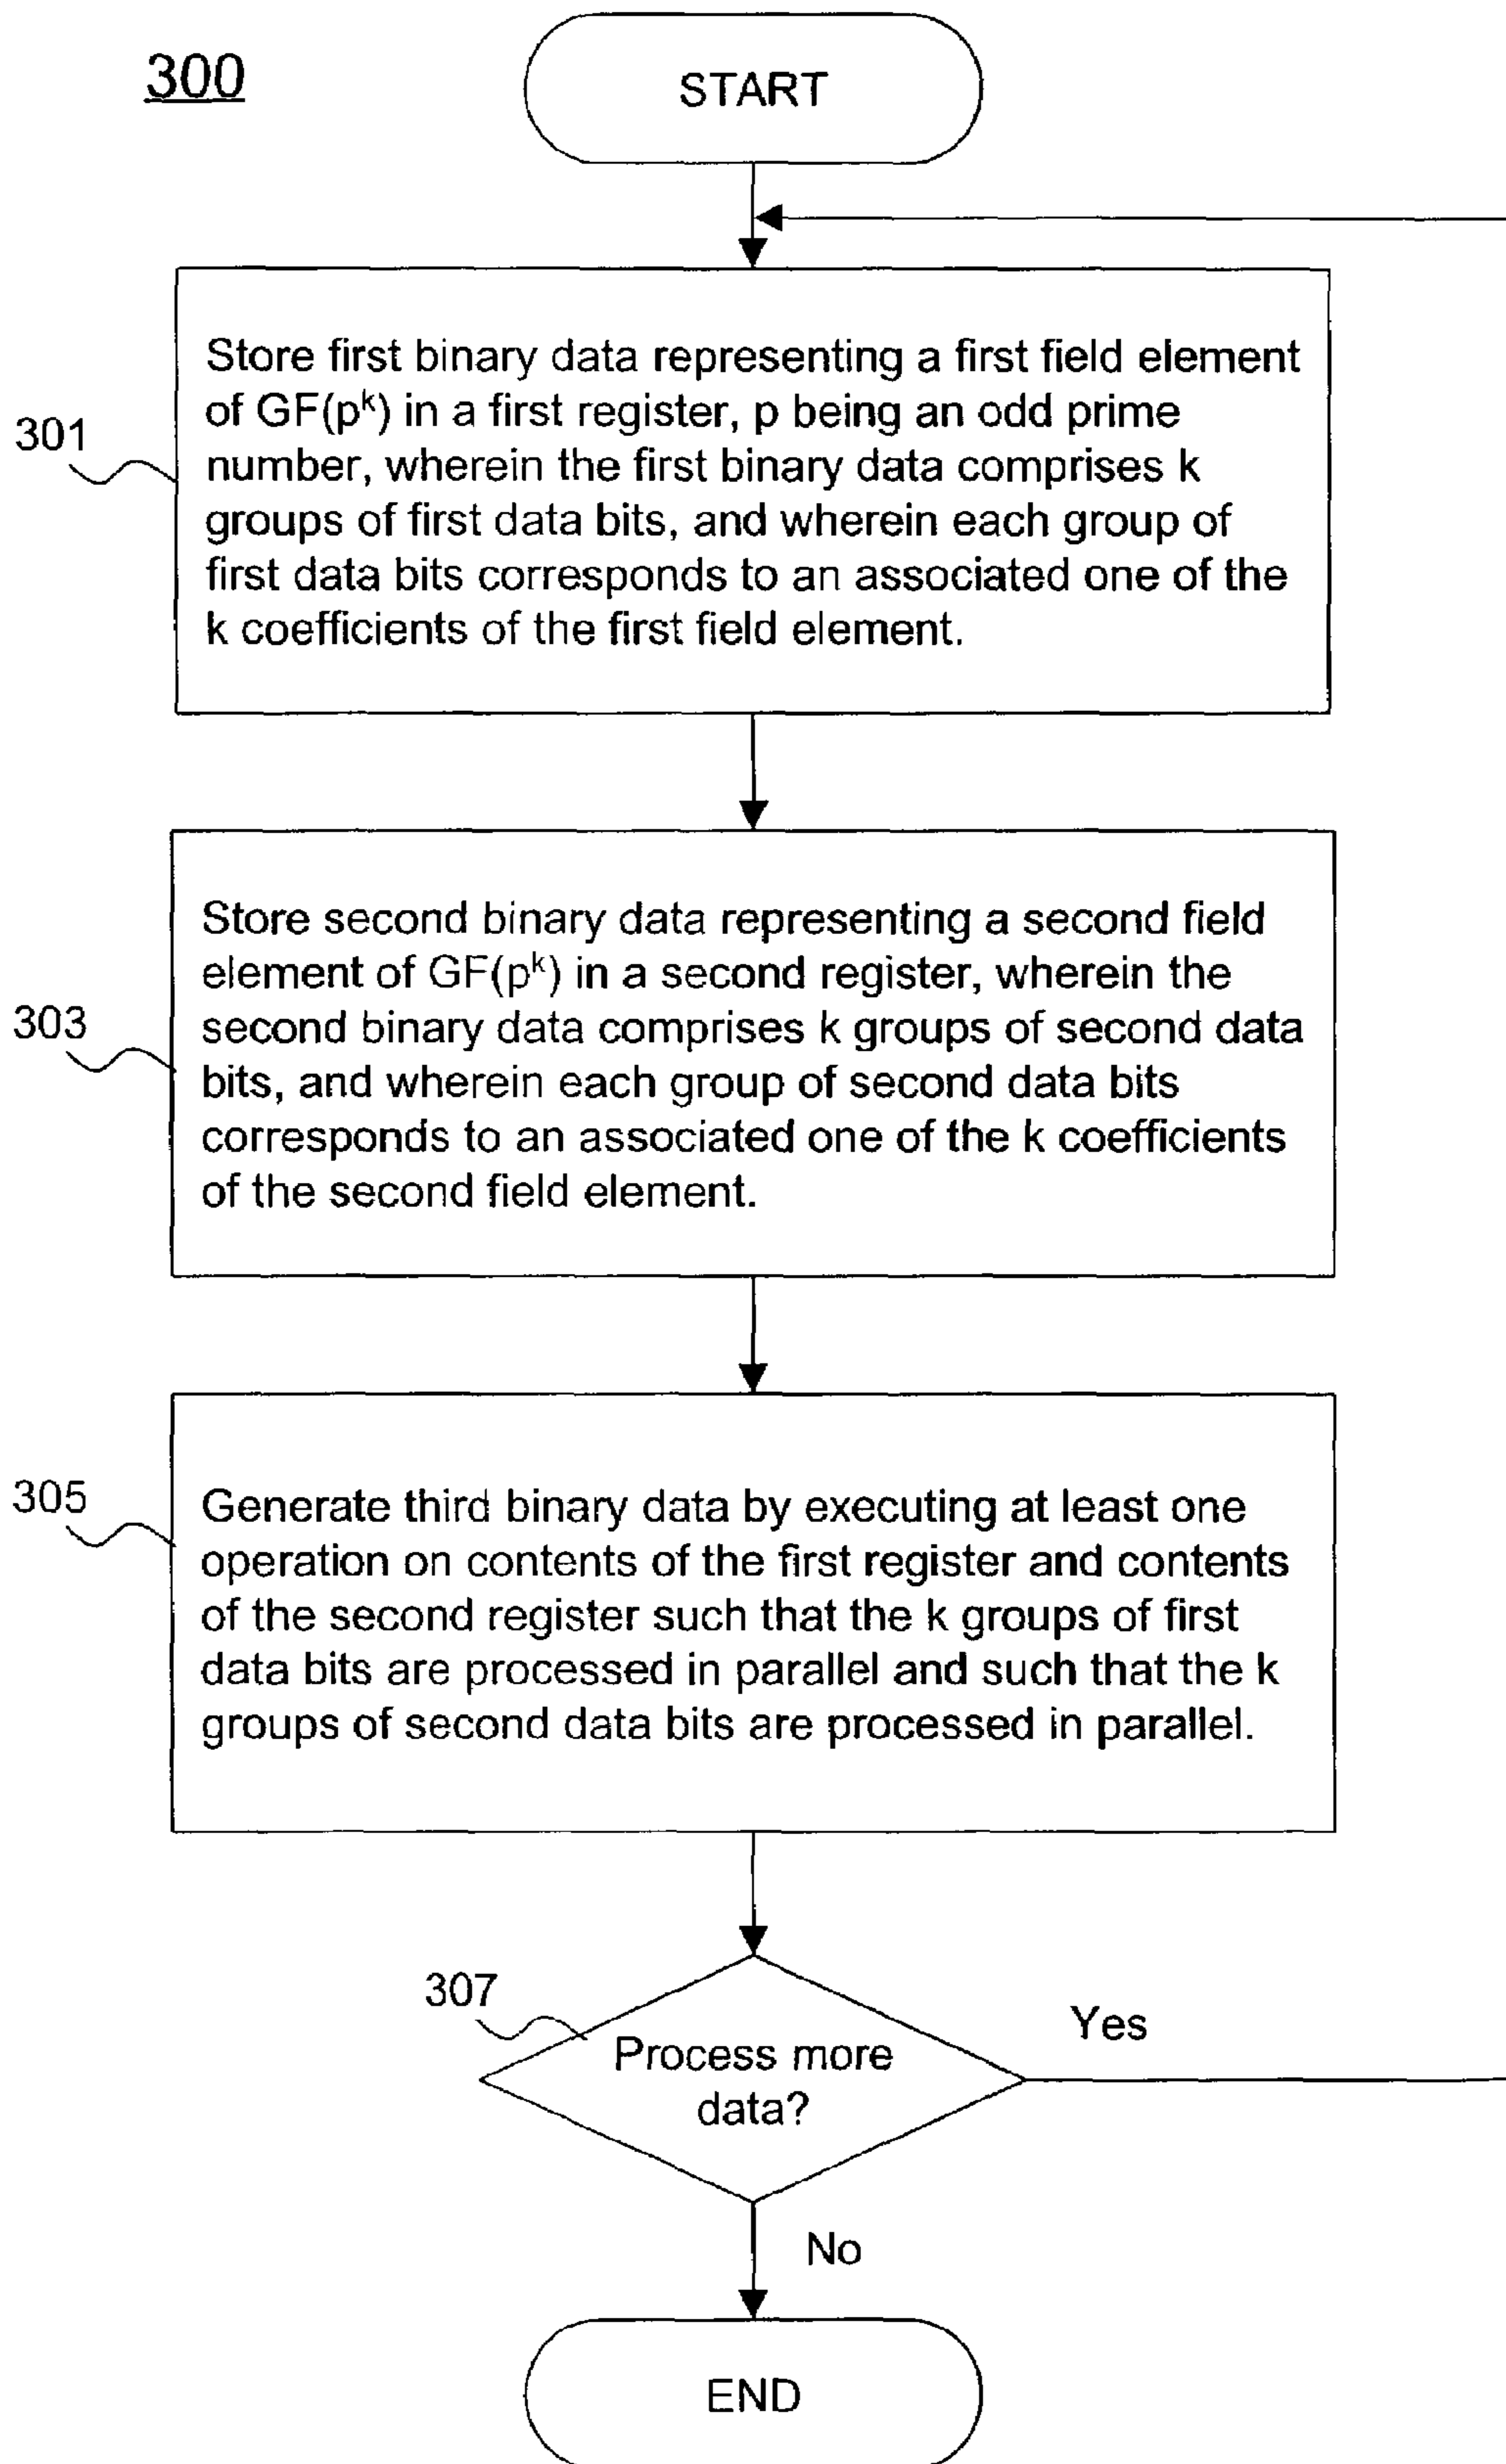 300
START
301
Store first binary data representing a first field element
of GF(pᵏ) in a first register, p being an odd prime
number, wherein the first binary data comprises k
groups of first data bits, and wherein each group of
first data bits corresponds to an associated one of the
k coefficients of the first field element.
303
Store second binary data representing a second field
element of GF(pᵏ) in a second register, wherein the
second binary data comprises k groups of second data
bits, and wherein each group of second data bits
corresponds to an associated one of the k coefficients
of the second field element.
305
Generate third binary data by executing at least one
operation on contents of the first register and contents
of the second register such that the k groups of first
data bits are processed in parallel and such that the k
groups of second data bits are processed in parallel.
307
Process more
data?
Yes
No
END